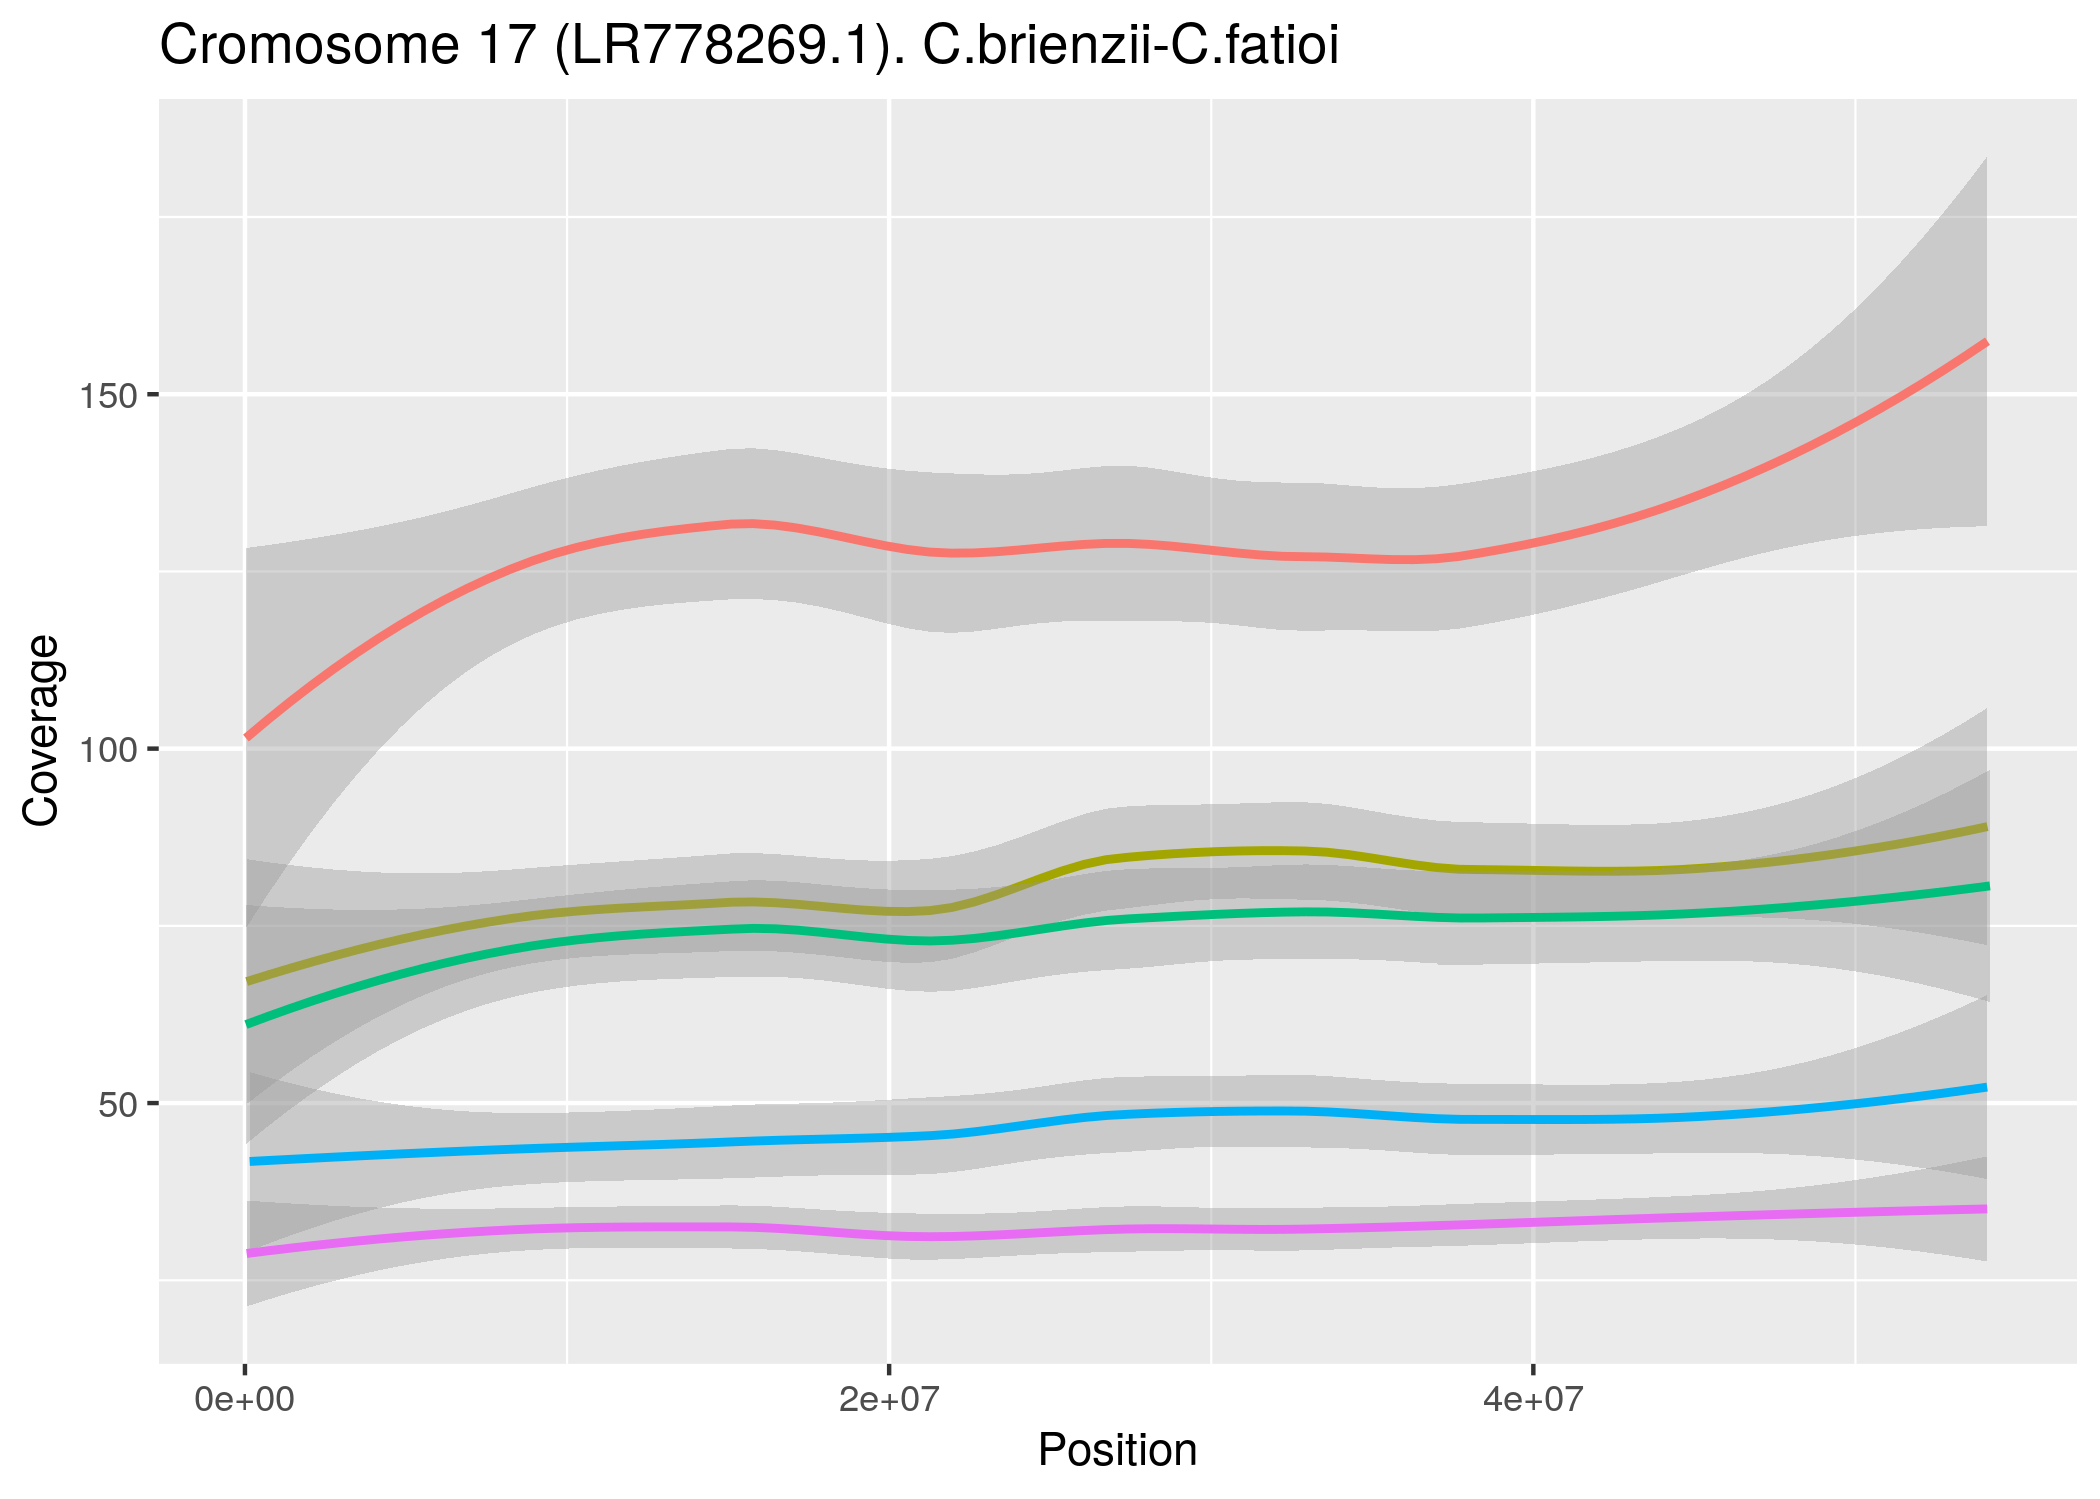 Cromosome 17 (LR778269.1). C.brienzii-C.fatioi
150
100
50
Coverage
0e+00 2e+07 4e+07
Position